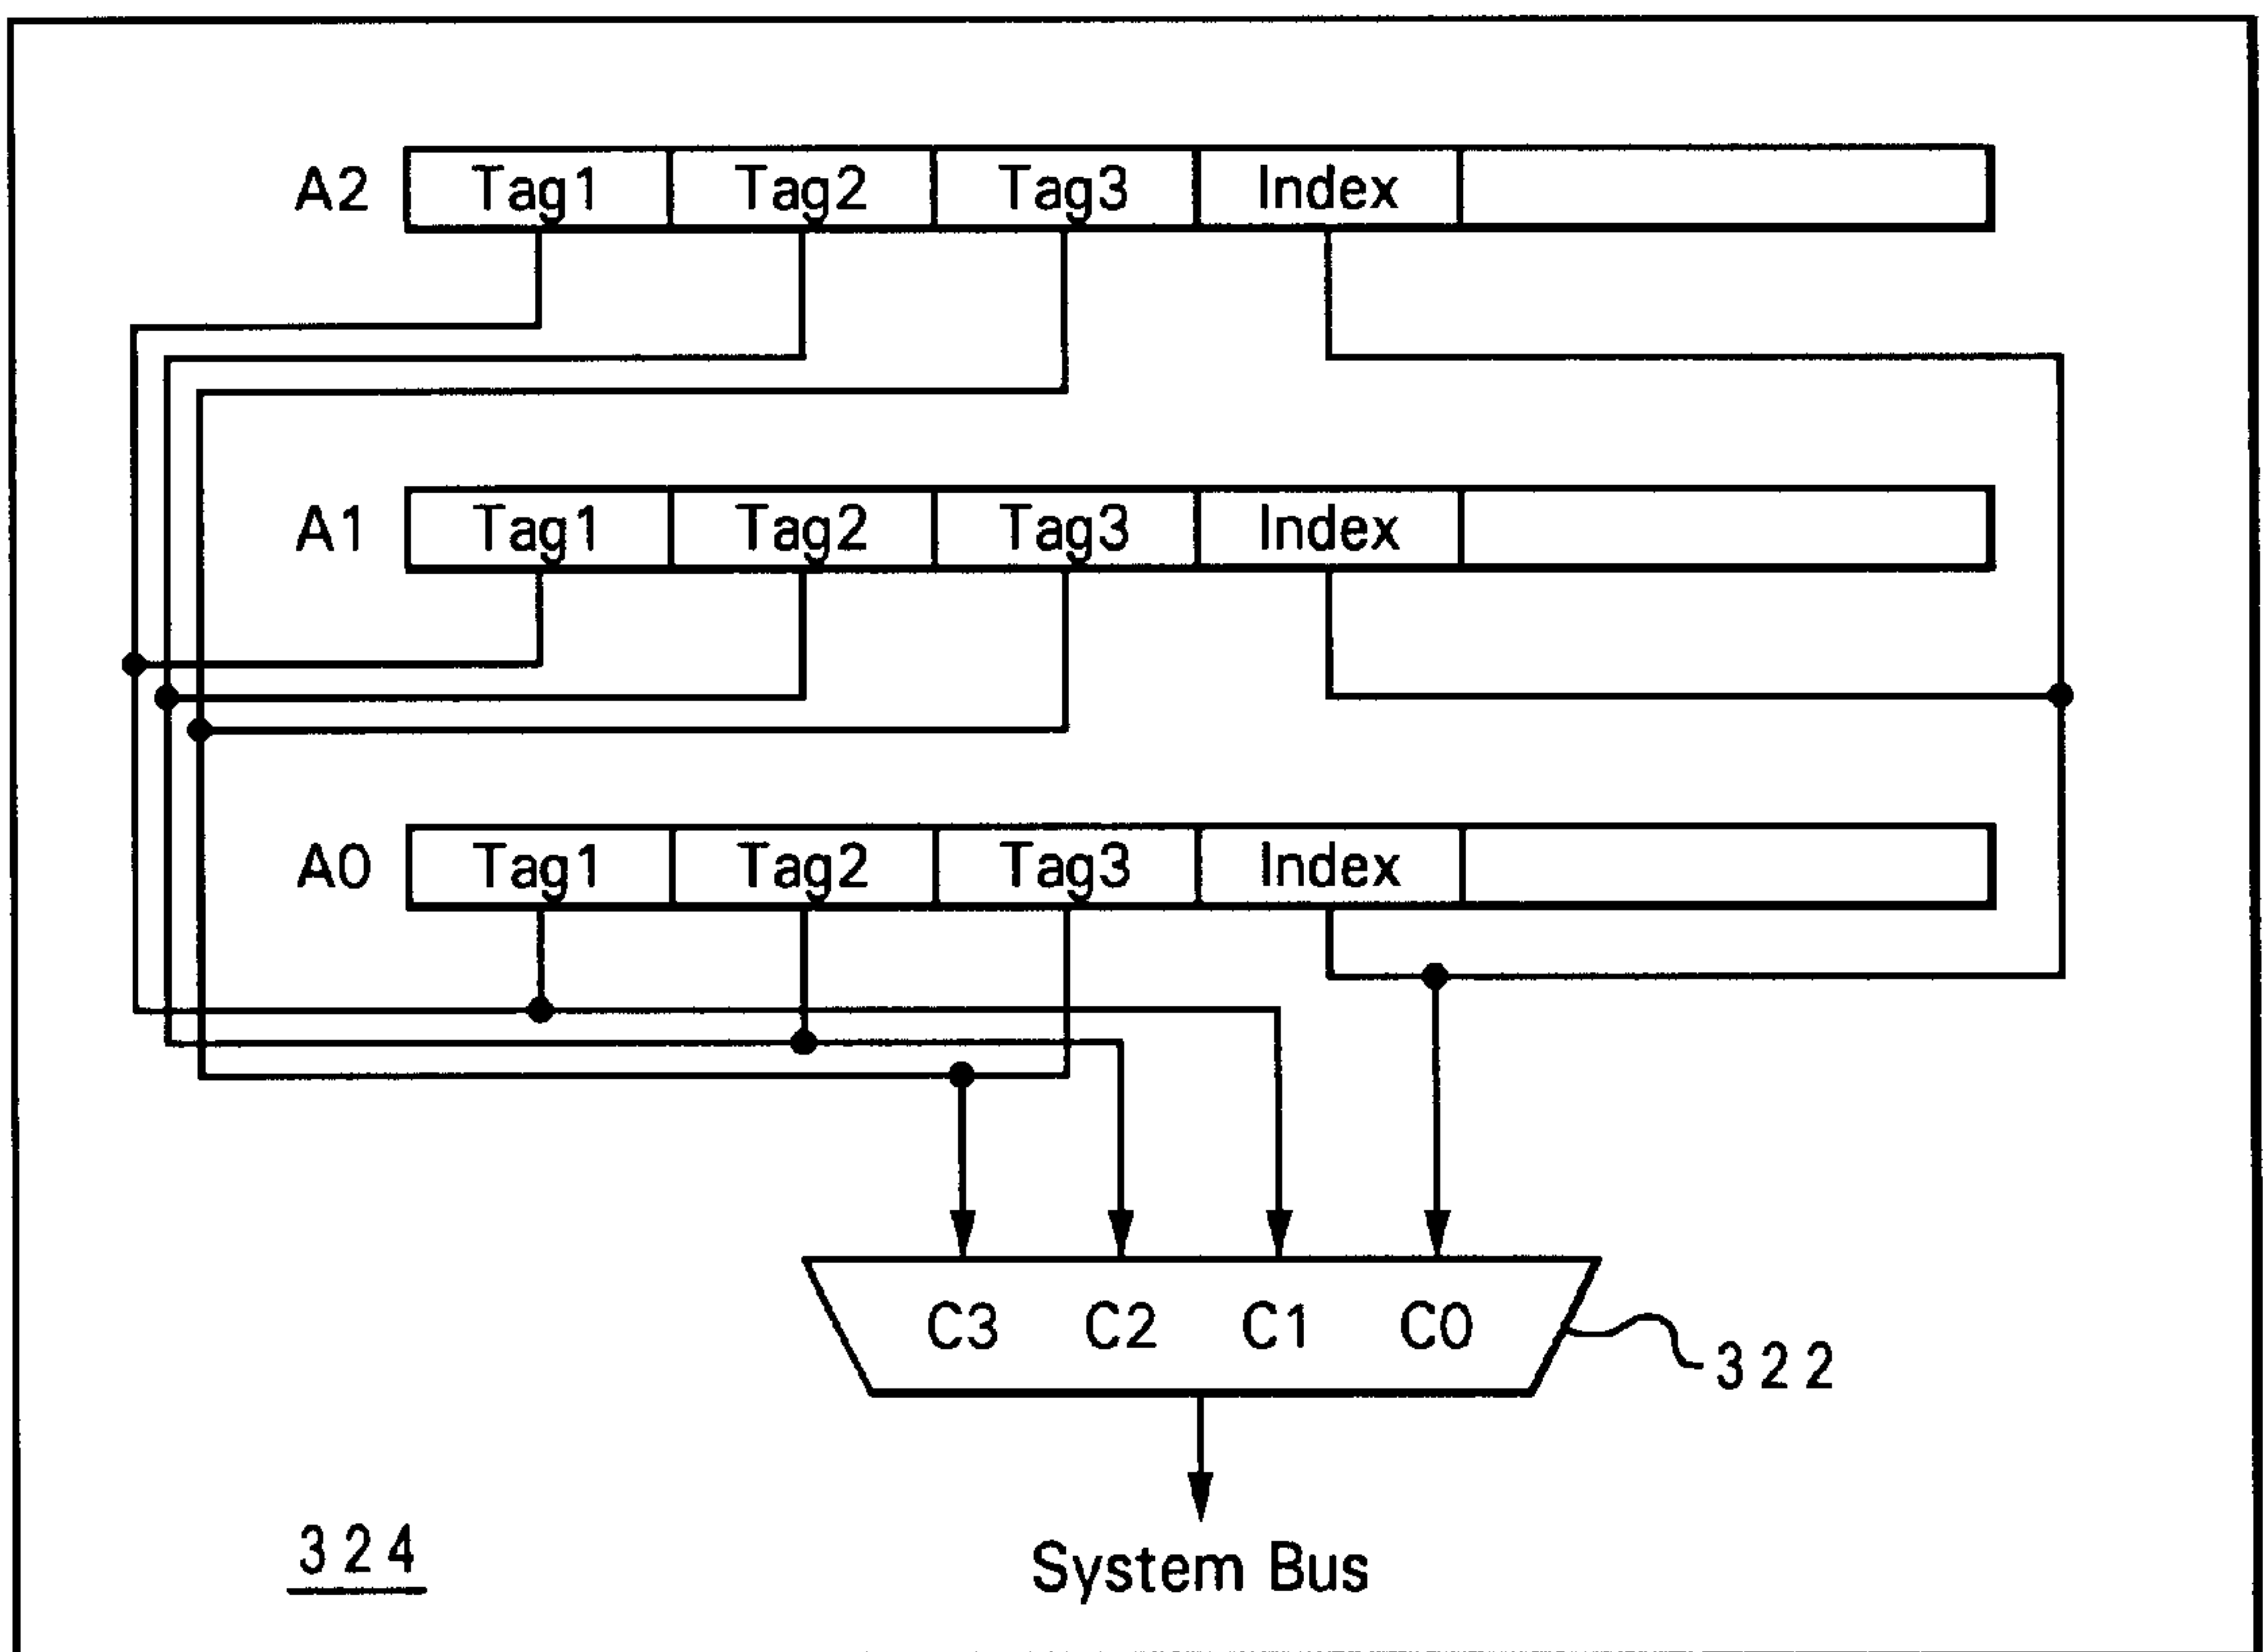 A2 Tag1 Tag2 Tag3 Index
A1 Tag1 Tag2 Tag3 Index
A0 Tag1 Tag2 Tag3 Index
C3 C2 C1 C0
322
324
System Bus